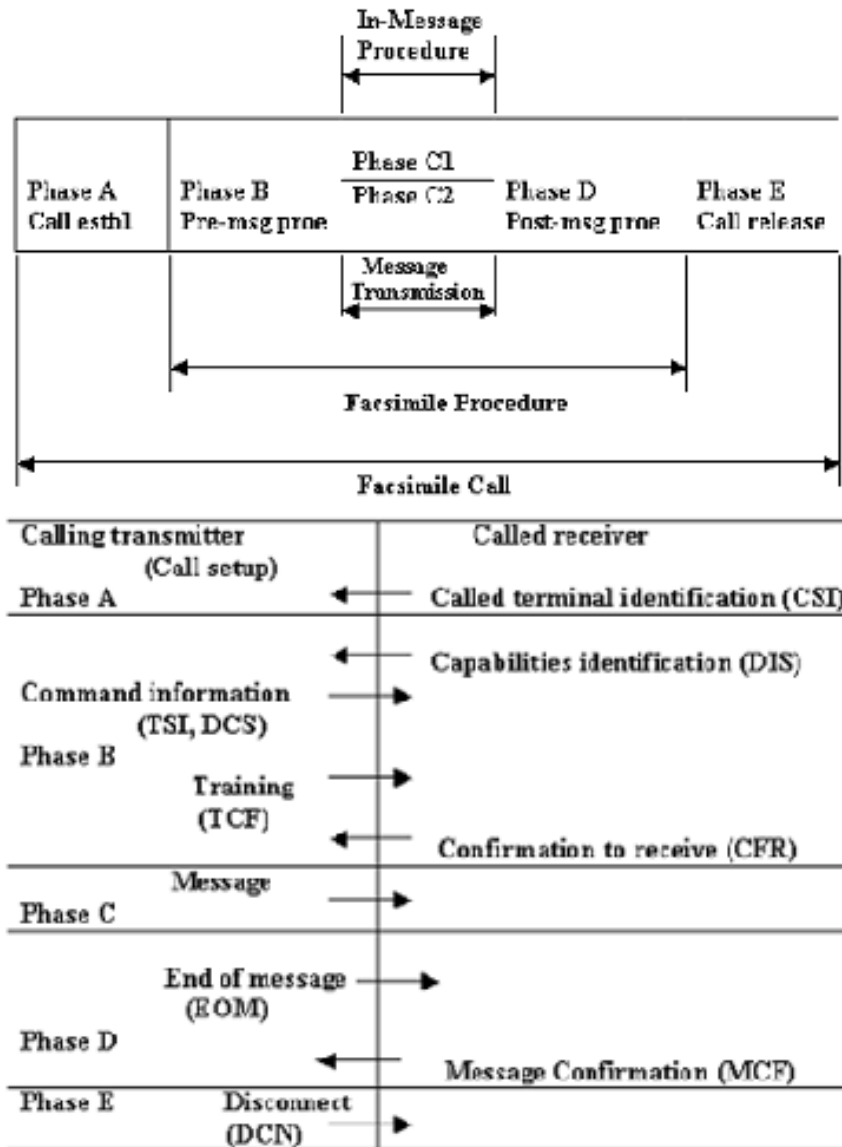 In-Message
Procedure
Phase A
Call esthl
Phase B
Pre-msg proe
Phase C1
Phase C2
Phase D
Post-msg proe
Phase E
Call release
Message
Transmission
Facsimile Procedure
Facsimile Call
Calling transmitter
Called receiver
(Call setup)
Phase A
Called terminal identification (CSI)
Capabilities identification (DIS)
Command information
(TSI, DCS)
Phase B
Training
(TCF)
Confirmation to receive (CFR)
Message
Phase C
End of message
(EOM)
Phase D
Message Confirmation (MCF)
Phase E
Disconnect
(DCN)